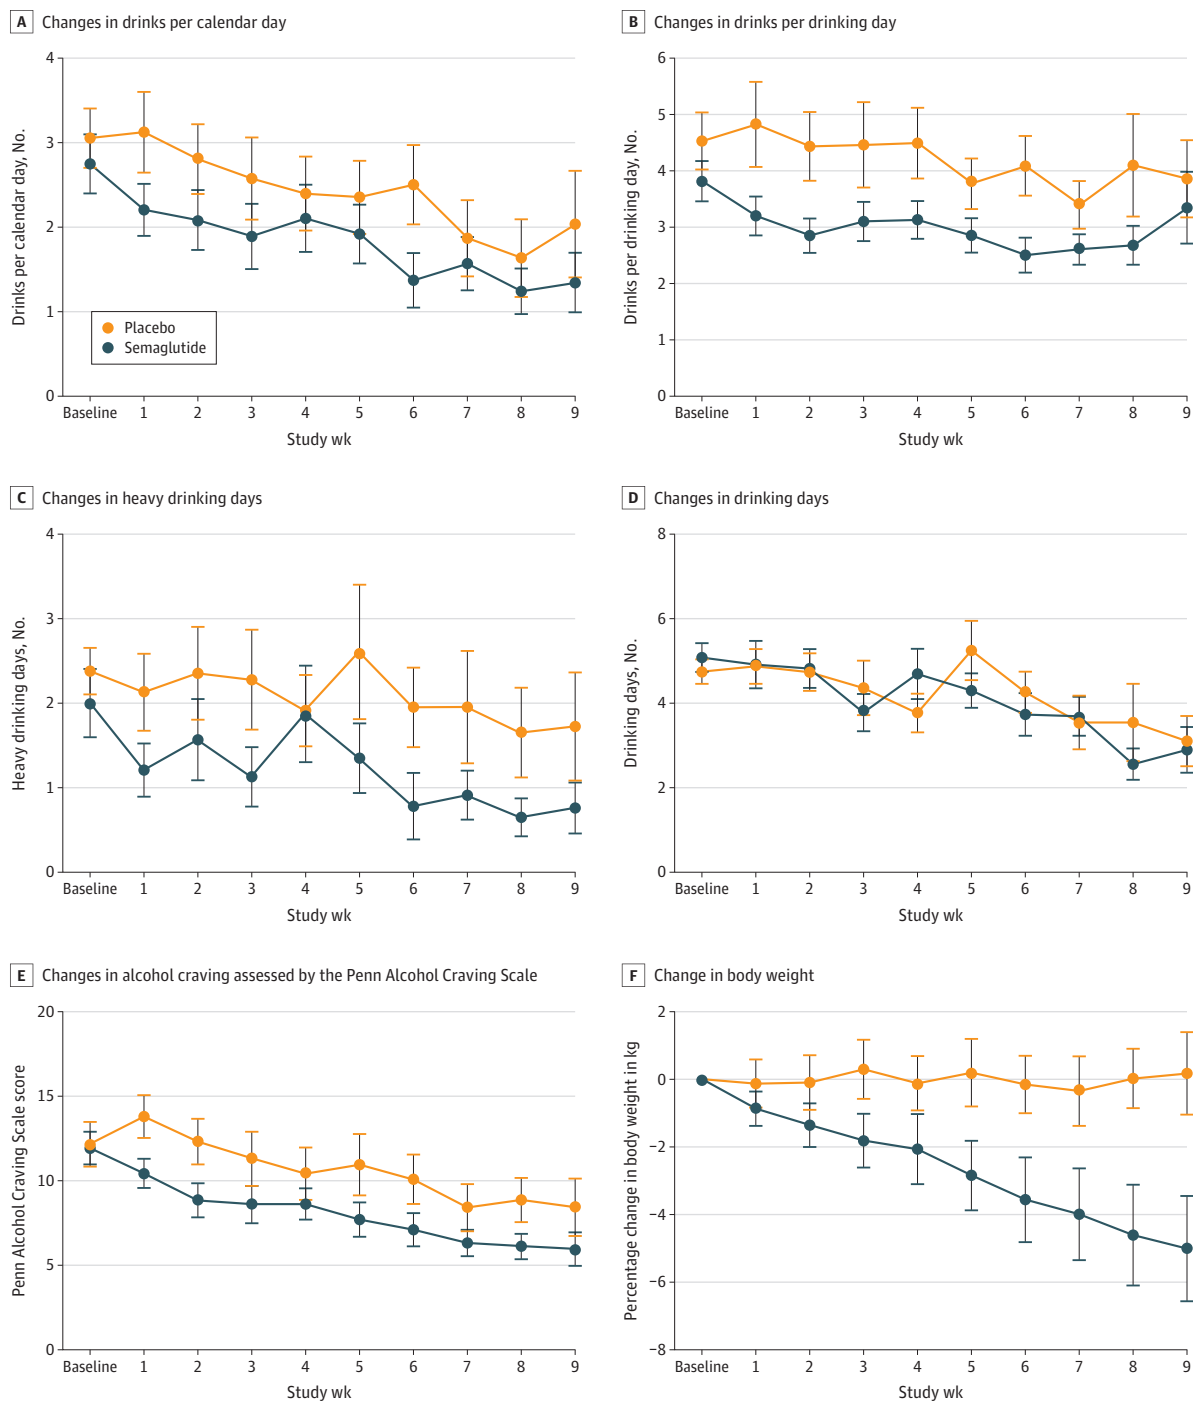 A Changes in drinks per calendar day
Drinks per calendar day, No.
4
3
2
1
0
Placebo
Semaglutide
Baseline 1 2 3 4 5 6 7 8 9
Study wk
B Changes in drinks per drinking day
Drinks per drinking day, No.
6
5
4
3
2
1
0
Baseline 1 2 3 4 5 6 7 8 9
Study wk
C Changes in heavy drinking days
Heavy drinking days, No.
4
3
2
1
0
Baseline 1 2 3 4 5 6 7 8 9
Study wk
D Changes in drinking days
Drinking days, No.
8
6
4
2
0
Baseline 1 2 3 4 5 6 7 8 9
Study wk
E Changes in alcohol craving assessed by the Penn Alcohol Craving Scale
Penn Alcohol Craving Scale score
20
15
10
5
0
Baseline 1 2 3 4 5 6 7 8 9
Study wk
F Change in body weight
Percentage change in body weight in kg
2
0
−2
−4
−6
−8
Baseline 1 2 3 4 5 6 7 8 9
Study wk